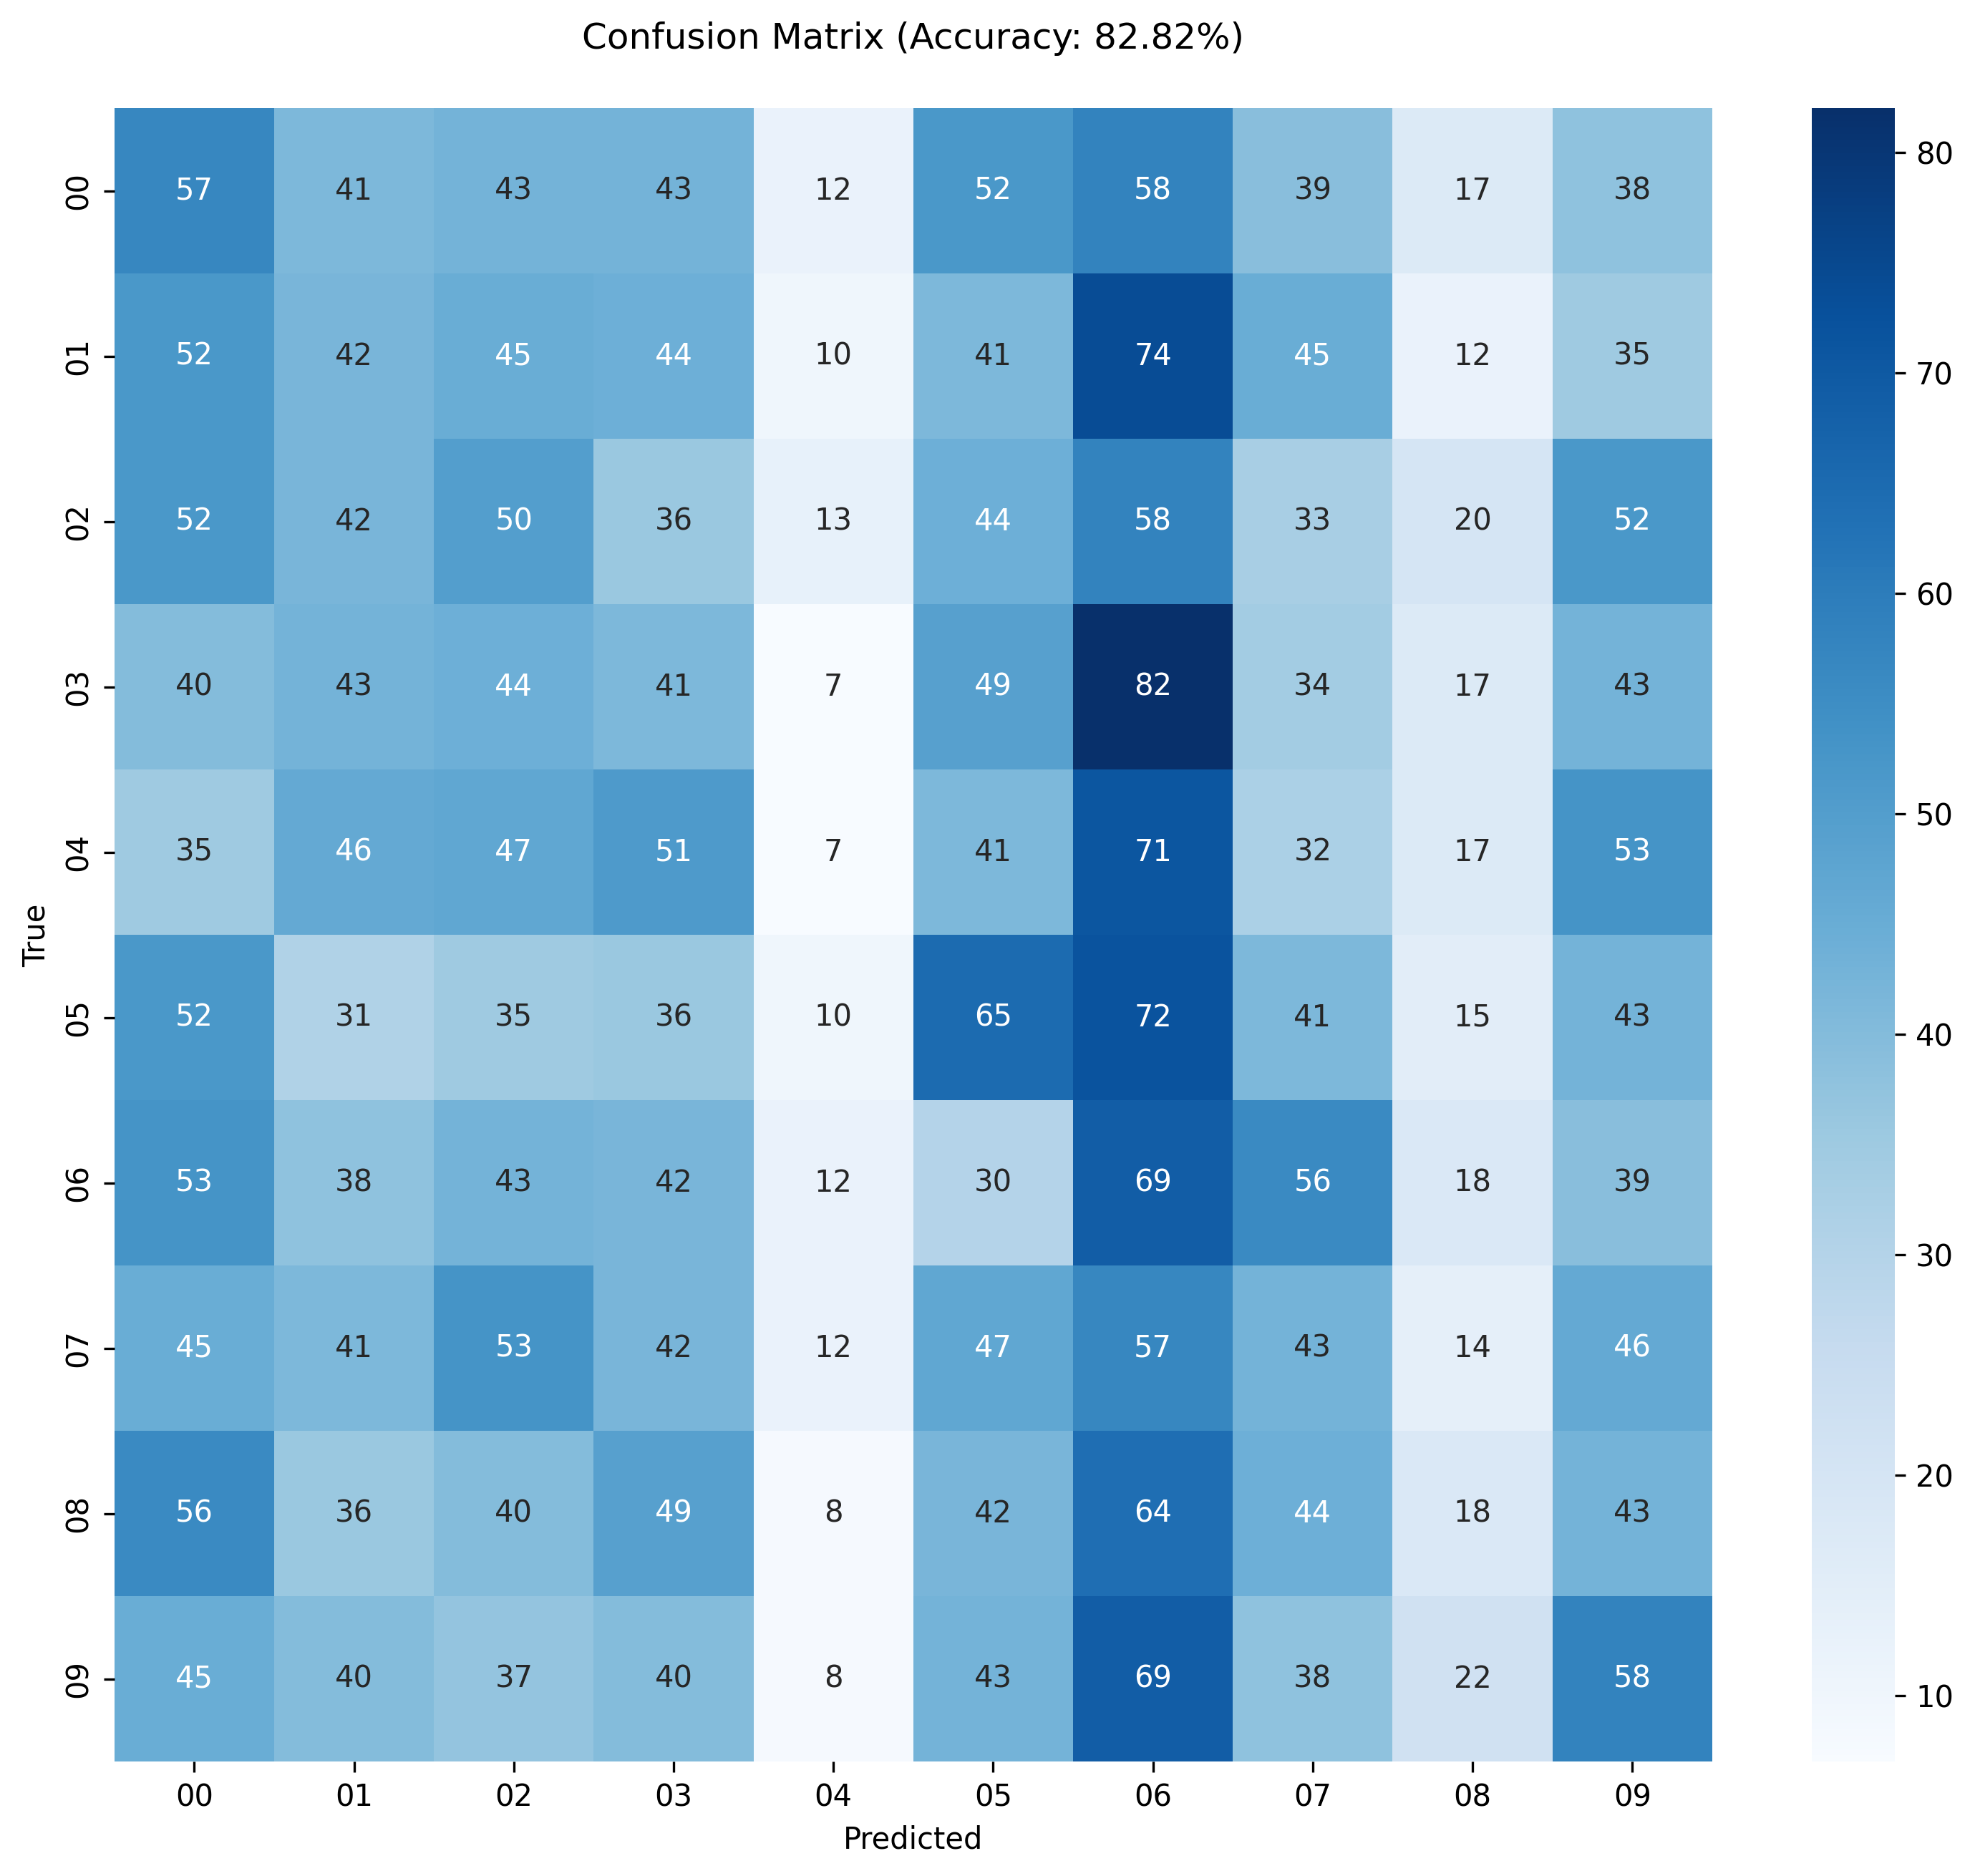 Confusion Matrix (Accuracy: 82.82%)
00 57 41 43 43 12 52 58 39 17 38
01 52 42 45 44 10 41 74 45 12 35
02 52 42 50 36 13 44 58 33 20 52
03 40 43 44 41 7 49 82 34 17 43
04 35 46 47 51 7 41 71 32 17 53
05 52 31 35 36 10 65 72 41 15 43
06 53 38 43 42 12 30 69 56 18 39
07 45 41 53 42 12 47 57 43 14 46
08 56 36 40 49 8 42 64 44 18 43
09 45 40 37 40 8 43 69 38 22 58
00 01 02 03 04 05 06 07 08 09
Predicted
True
80
70
60
50
40
30
20
10